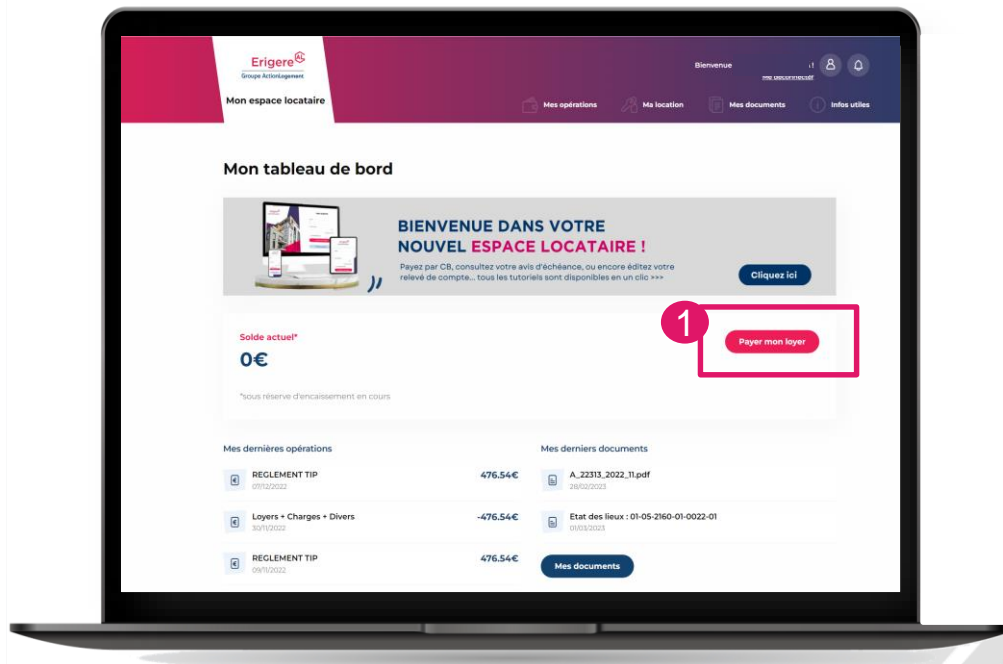 Erigere
Groupe ActionLogement
Mon espace locataire
Bienvenue
me déconnecter
Mes opérations
Ma location
Mes documents
Infos utiles
Mon tableau de bord
BIENVENUE DANS VOTRE
NOUVEL ESPACE LOCATAIRE !
Payez par CB, consultez votre avis d'échéance, ou encore éditez votre
relevé de compte... tous les tutoriels sont disponibles en un clic >>>
Cliquez ici
1
Solde actuel*
Payer mon loyer
0€
*sous réserve d'encaissement en cours
Mes dernières opérations
REGLEMENT TIP 476.54€
07/12/2022
Loyers + Charges + Divers -476.54€
30/11/2022
REGLEMENT TIP 476.54€
09/11/2022
Mes derniers documents
A_22313_2022_11.pdf
28/02/2023
Etat des lieux : 01-05-2160-01-0022-01
01/03/2023
Mes documents